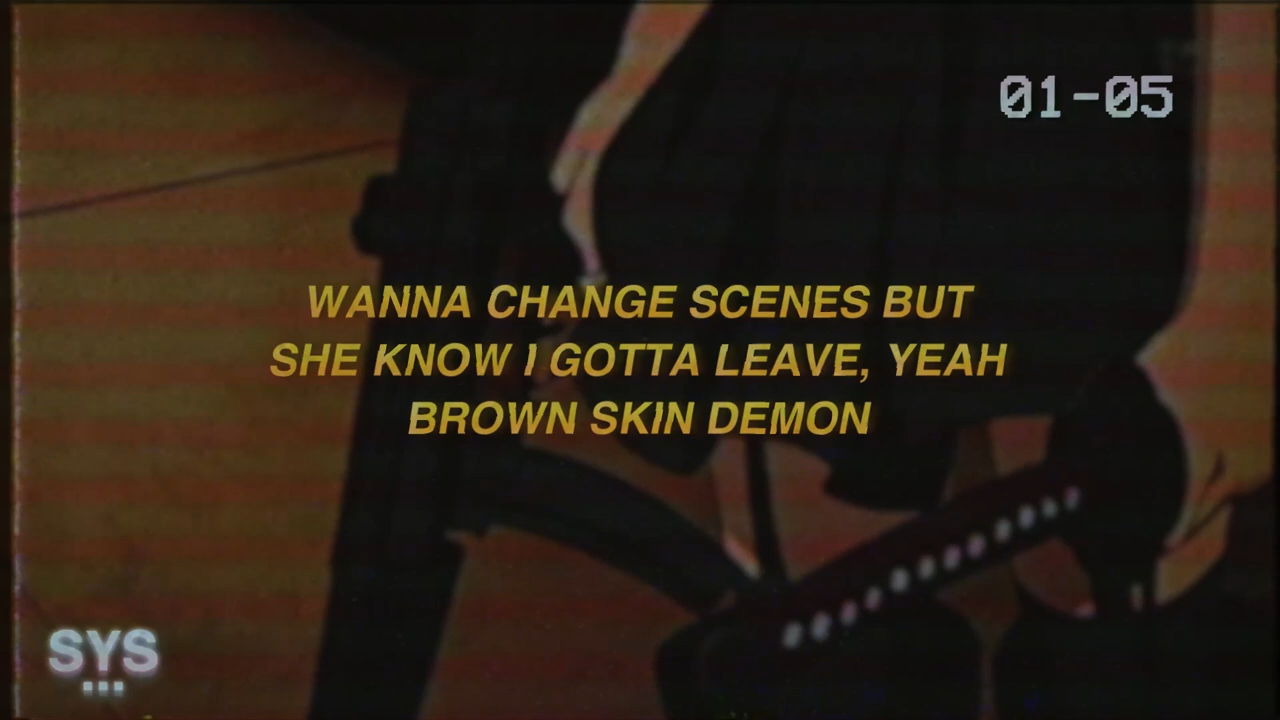 01-05
WANNA CHANGE SCENES BUT
SHE KNOW I GOTTA LEAVE, YEAH
BROWN SKIN DEMON
SYS